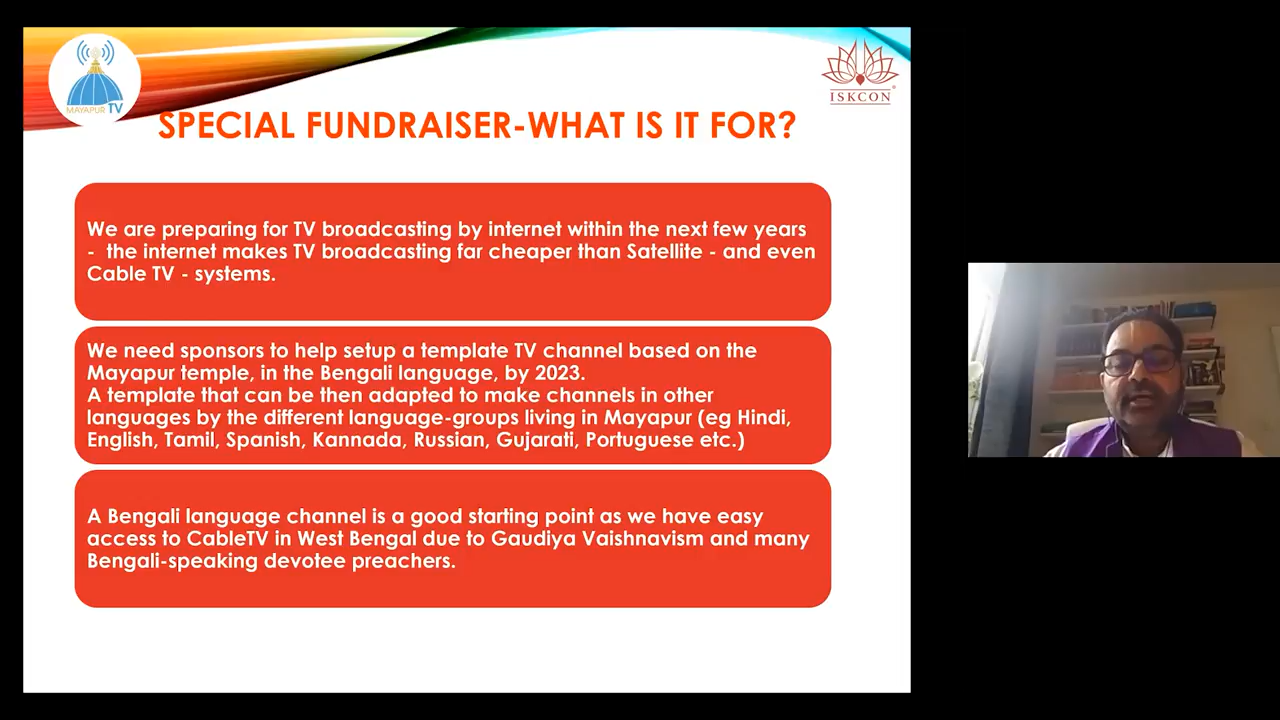 MAYAPUR TV
ISKCON
SPECIAL FUNDRAISER-WHAT IS IT FOR?
We are preparing for TV broadcasting by internet within the next few years
- the internet makes TV broadcasting far cheaper than Satellite - and even
Cable TV - systems.
We need sponsors to help setup a template TV channel based on the
Mayapur temple, in the Bengali language, by 2023.
A template that can be then adapted to make channels in other
languages by the different language-groups living in Mayapur (eg Hindi,
English, Tamil, Spanish, Kannada, Russian, Gujarati, Portuguese etc.)
A Bengali language channel is a good starting point as we have easy
access to CableTV in West Bengal due to Gaudiya Vaishnavism and many
Bengali-speaking devotee preachers.